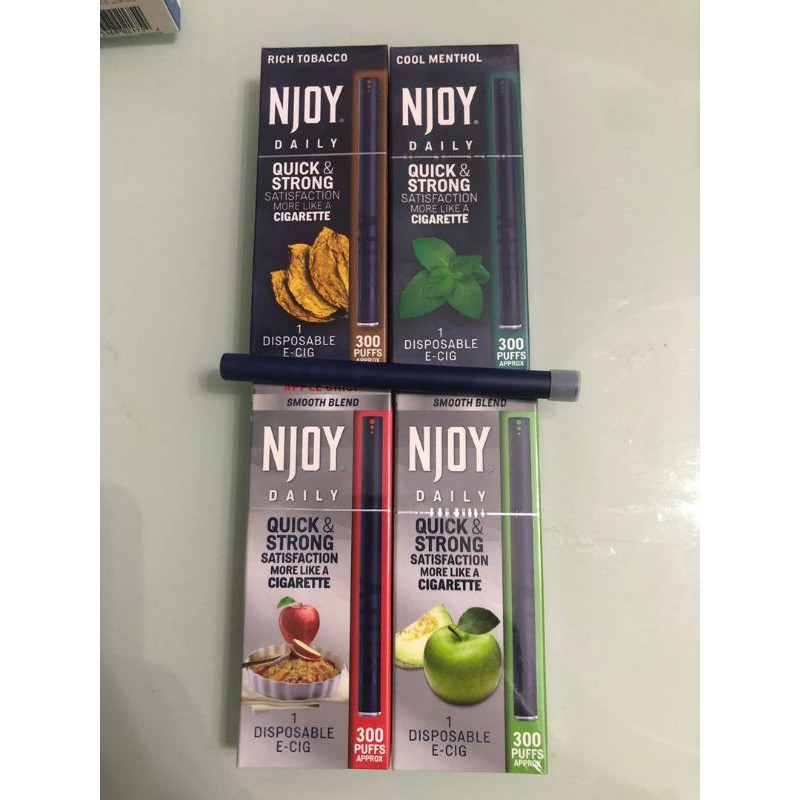 RICH TOBACCO
NJOY
DAILY
QUICK &
STRONG
SATISFACTION
MORE LIKE A
CIGARETTE
1
DISPOSABLE
E-CIG
300
PUFFS
APPROX
COOL MENTHOL
NJOY
DAILY
QUICK &
STRONG
SATISFACTION
MORE LIKE A
CIGARETTE
1
DISPOSABLE
E-CIG
300
PUFFS
APPROX
SMOOTH BLEND
NJOY
DAILY
QUICK &
STRONG
SATISFACTION
MORE LIKE A
CIGARETTE
1
DISPOSABLE
E-CIG
300
PUFFS
APPROX
SMOOTH BLEND
NJOY
DAILY
QUICK &
STRONG
SATISFACTION
MORE LIKE A
CIGARETTE
1
DISPOSABLE
E-CIG
300
PUFFS
APPROX